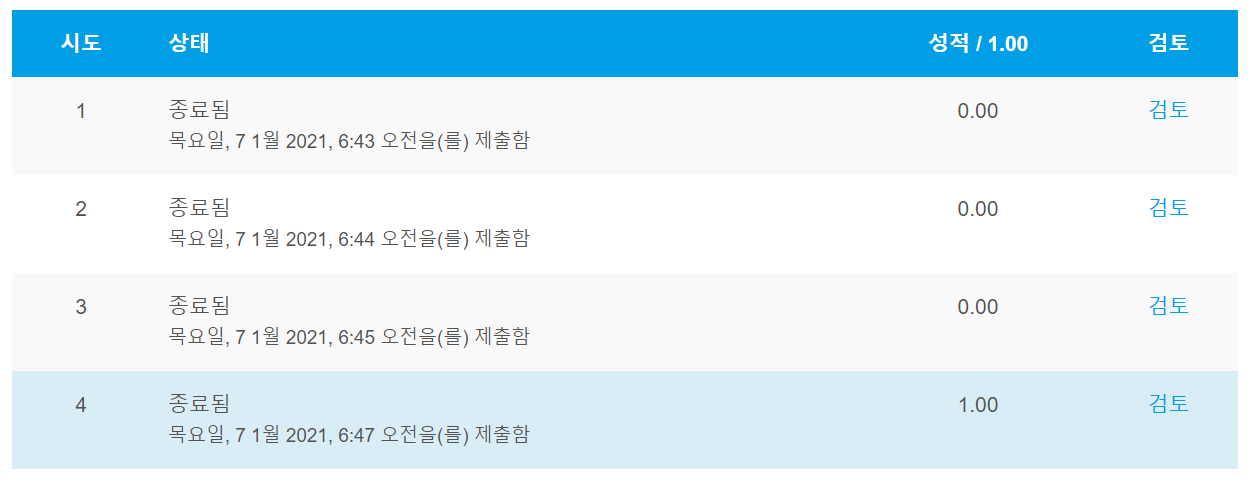 시도 상태 성적 / 1.00 검토
1 종료됨 0.00 검토
목요일, 7 1월 2021, 6:43 오전을(를) 제출함
2 종료됨 0.00 검토
목요일, 7 1월 2021, 6:44 오전을(를) 제출함
3 종료됨 0.00 검토
목요일, 7 1월 2021, 6:45 오전을(를) 제출함
4 종료됨 1.00 검토
목요일, 7 1월 2021, 6:47 오전을(를) 제출함